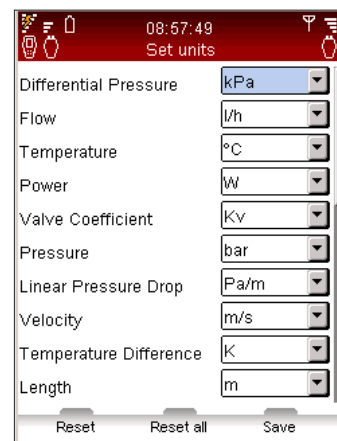 08:57:49
Set units
Differential Pressure kPa
Flow l/h
Temperature °C
Power W
Valve Coefficient Kv
Pressure bar
Linear Pressure Drop Pa/m
Velocity m/s
Temperature Difference K
Length m
Reset Reset all Save